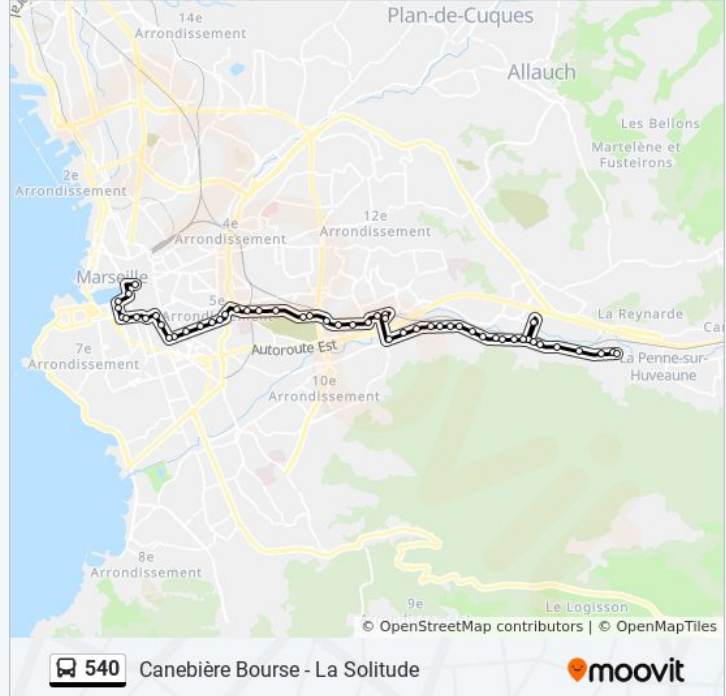 Plan-de-Cuques
14e
Arrondissement
Allauch
Les Bellons
Martelène et
Fusteirons
2e
Arrondissement
4e
Arrondissement
12e
Arrondissement
Marseille
5e
Arrondissement
La Reynarde
7e
Arrondissement
Autoroute Est
La Penne-sur-
Huveaune
10e
Arrondissement
8e
Arrondissement
9e
Le Logisson
© OpenStreetMap contributors | © OpenMapTiles
540 Canebière Bourse - La Solitude
moovit